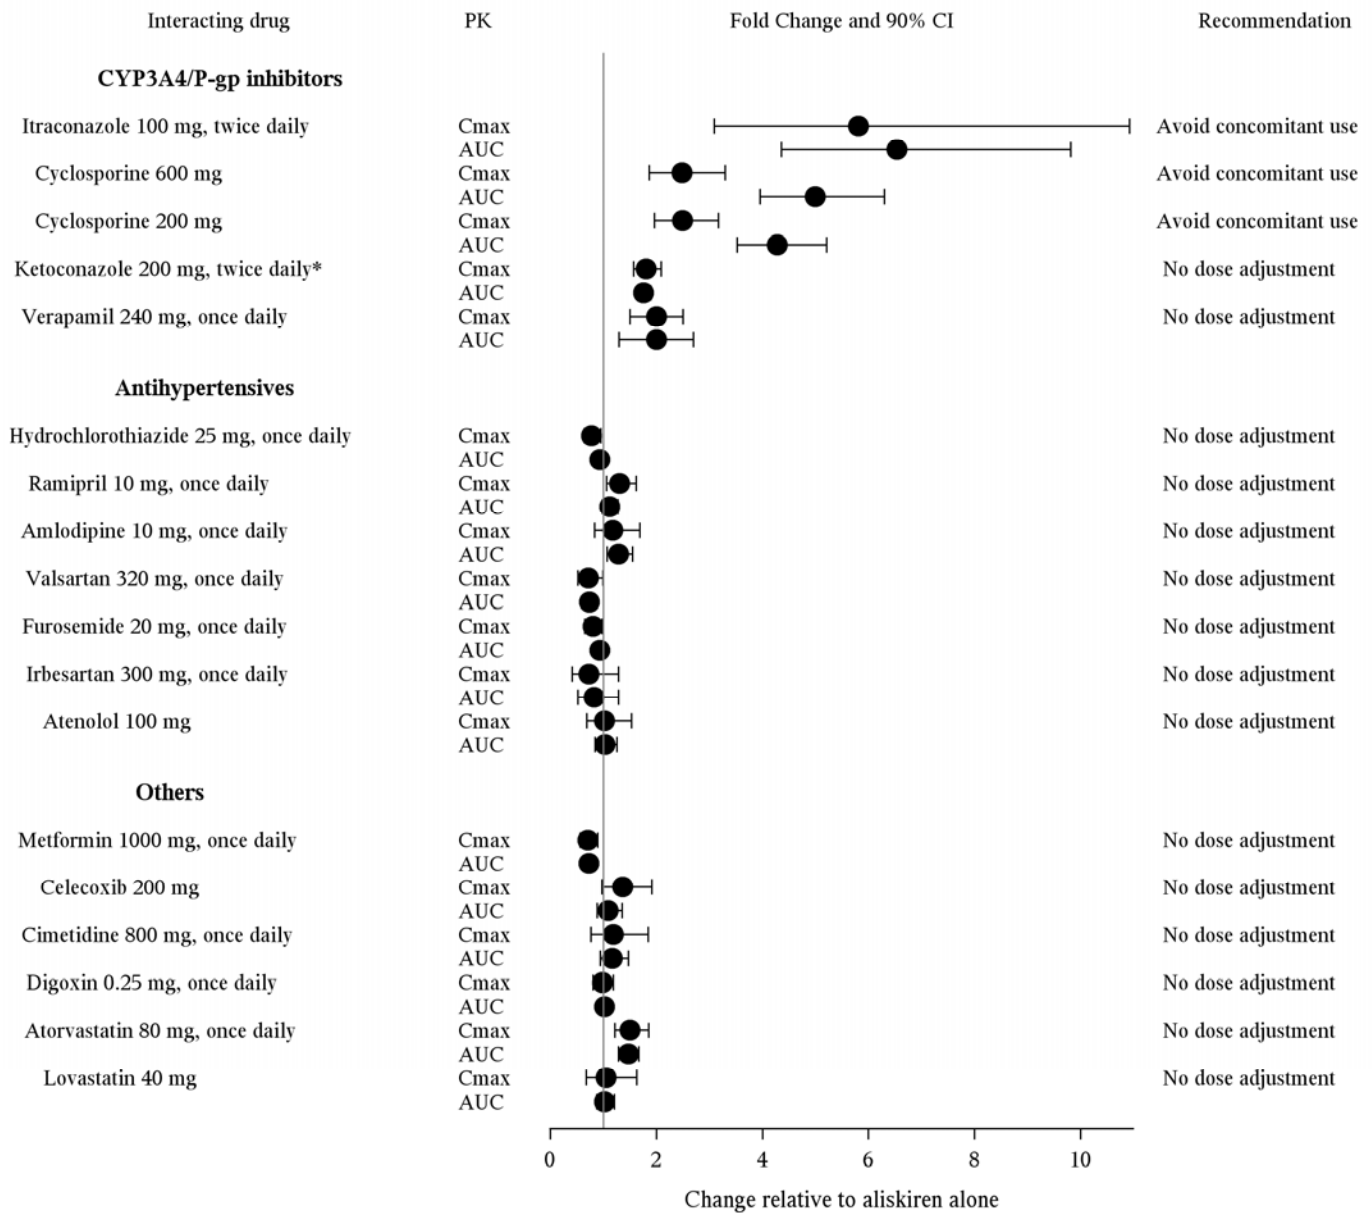 Interacting drug PK Fold Change and 90% CI Recommendation
CYP3A4/P-gp inhibitors
Itraconazole 100 mg, twice daily Cmax Avoid concomitant use
AUC
Cyclosporine 600 mg Cmax Avoid concomitant use
AUC
Cyclosporine 200 mg Cmax Avoid concomitant use
AUC
Ketoconazole 200 mg, twice daily* Cmax No dose adjustment
AUC
Verapamil 240 mg, once daily Cmax No dose adjustment
AUC
Antihypertensives
Hydrochlorothiazide 25 mg, once daily Cmax No dose adjustment
AUC
Ramipril 10 mg, once daily Cmax No dose adjustment
AUC
Amlodipine 10 mg, once daily Cmax No dose adjustment
AUC
Valsartan 320 mg, once daily Cmax No dose adjustment
AUC
Furosemide 20 mg, once daily Cmax No dose adjustment
AUC
Irbesartan 300 mg, once daily Cmax No dose adjustment
AUC
Atenolol 100 mg Cmax No dose adjustment
AUC
Others
Metformin 1000 mg, once daily Cmax No dose adjustment
AUC
Celecoxib 200 mg Cmax No dose adjustment
AUC
Cimetidine 800 mg, once daily Cmax No dose adjustment
AUC
Digoxin 0.25 mg, once daily Cmax No dose adjustment
AUC
Atorvastatin 80 mg, once daily Cmax No dose adjustment
AUC
Lovastatin 40 mg Cmax No dose adjustment
AUC
0 2 4 6 8 10
Change relative to aliskiren alone